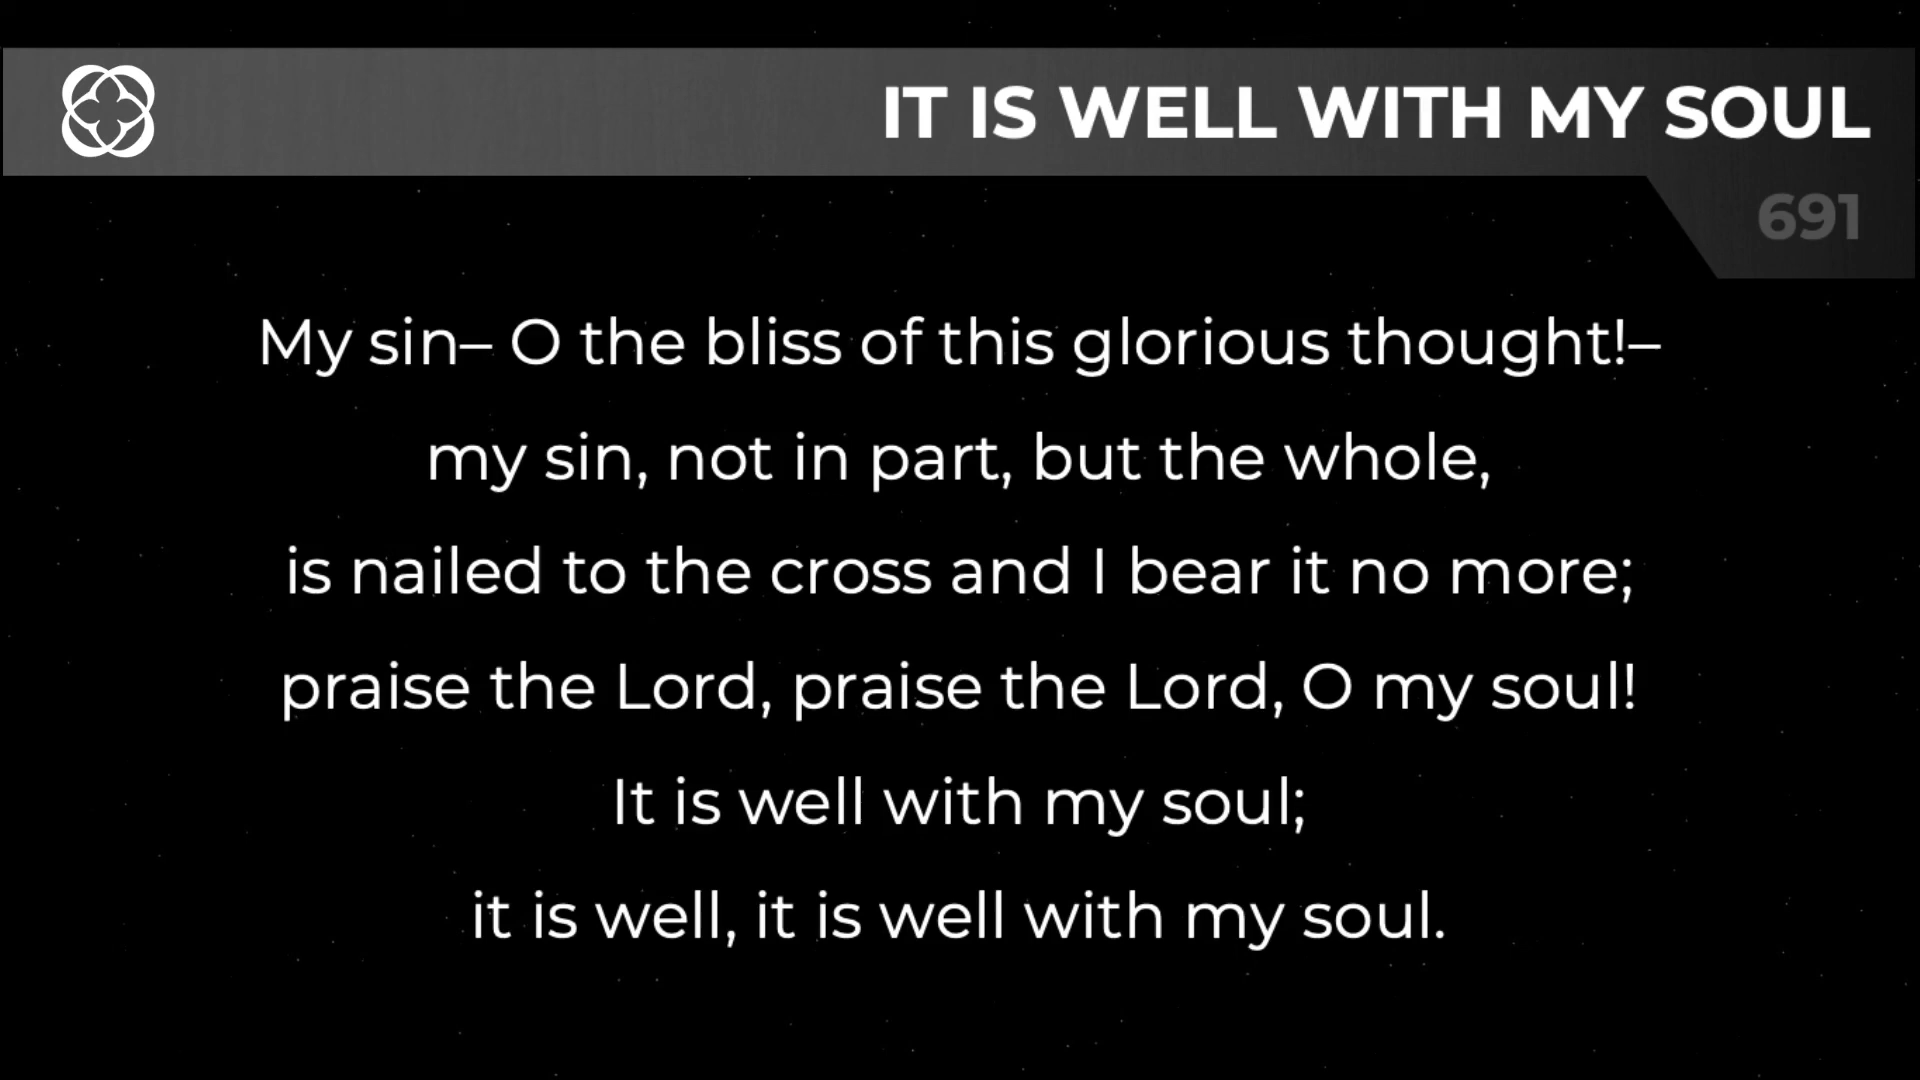 IT IS WELL WITH MY SOUL
691
My sin– O the bliss of this glorious thought!–
my sin, not in part, but the whole,
is nailed to the cross and I bear it no more;
praise the Lord, praise the Lord, O my soul!
It is well with my soul;
it is well, it is well with my soul.